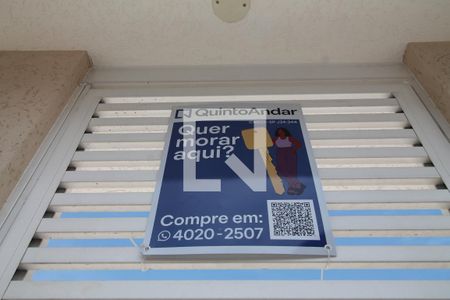 QuintoAndar
Quer
morar
aqui?
Compre em:
4020-2507